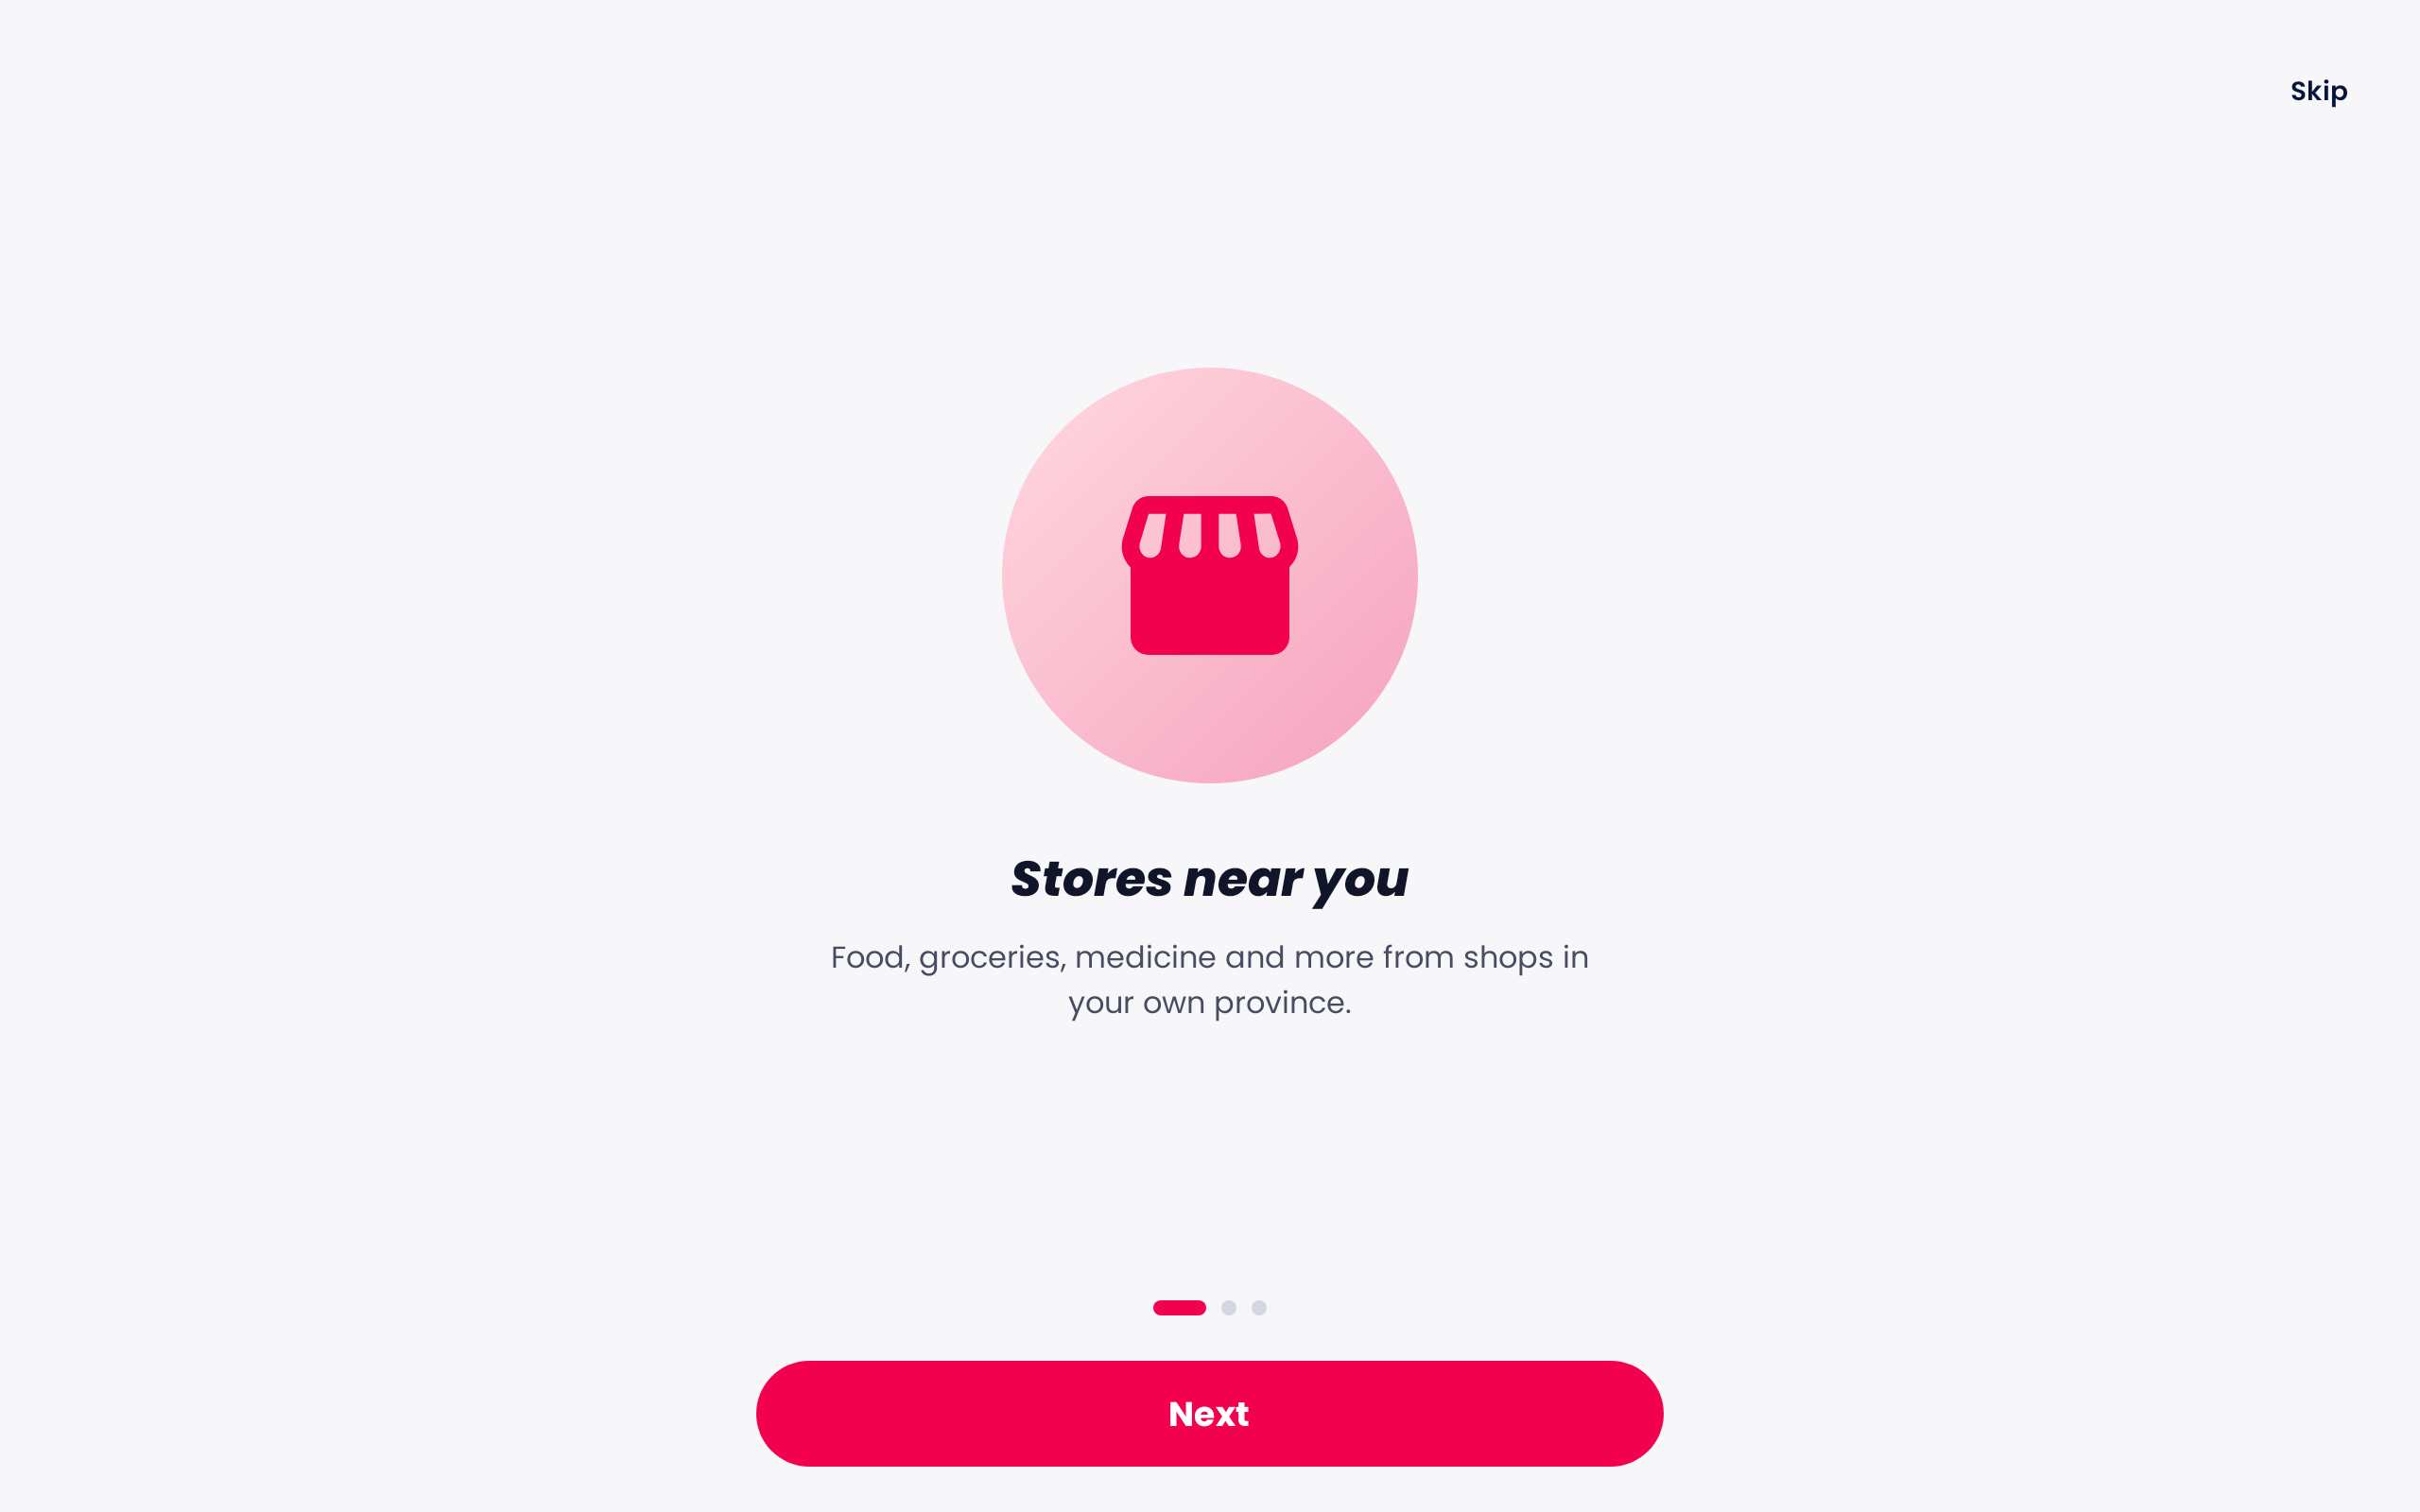 Skip
Stores near you
Food, groceries, medicine and more from shops in
your own province.
Next